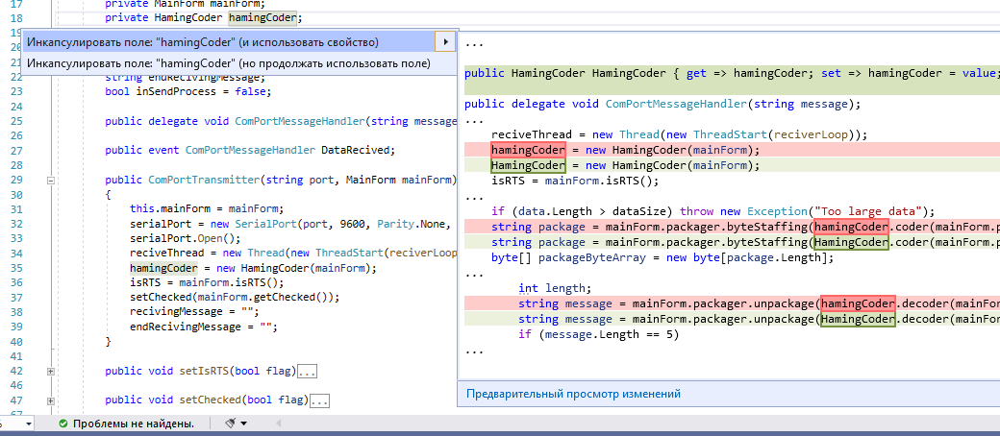 17 private MainForm mainForm;
18 private HamingCoder hamingCoder;
19
Инкапсулировать поле: "hamingCoder" (и использовать свойство)
Инкапсулировать поле: "hamingCoder" (но продолжать использовать поле)
22 string endRecivingMessage;
23 bool inSendProcess = false;
24
25 public delegate void ComPortMessageHandler(string message
26
27 public event ComPortMessageHandler DataRecived;
28
29 public ComPortTransmitter(string port, MainForm mainForm)
30 {
31 this.mainForm = mainForm;
32 serialPort = new SerialPort(port, 9600, Parity.None,
33 serialPort.Open();
34 reciveThread = new Thread(new ThreadStart(reciverLoop
35 hamingCoder = new HamingCoder(mainForm);
36 isRTS = mainForm.isRTS();
37 setChecked(mainForm.getChecked());
38 recivingMessage = "";
39 endRecivingMessage = "";
40 }
41
42 public void setIsRTS(bool flag)...
46
47 public void setChecked(bool flag)...
67
...
public HamingCoder HamingCoder { get => hamingCoder; set => hamingCoder = value;
public delegate void ComPortMessageHandler(string message);
...
reciveThread = new Thread(new ThreadStart(reciverLoop));
hamingCoder = new HamingCoder(mainForm);
HamingCoder = new HamingCoder(mainForm);
isRTS = mainForm.isRTS();
...
if (data.Length > dataSize) throw new Exception("Too large data");
string package = mainForm.packager.byteStaffing(hamingCoder.coder(mainForm.p
string package = mainForm.packager.byteStaffing(HamingCoder.coder(mainForm.p
byte[] packageByteArray = new byte[package.Length];
...
int length;
string message = mainForm.packager.unpackage(hamingCoder.decoder(mainFor
string message = mainForm.packager.unpackage(HamingCoder.decoder(mainFor
if (message.Length == 5)
...
Предварительный просмотр изменений
% Проблемы не найдены.